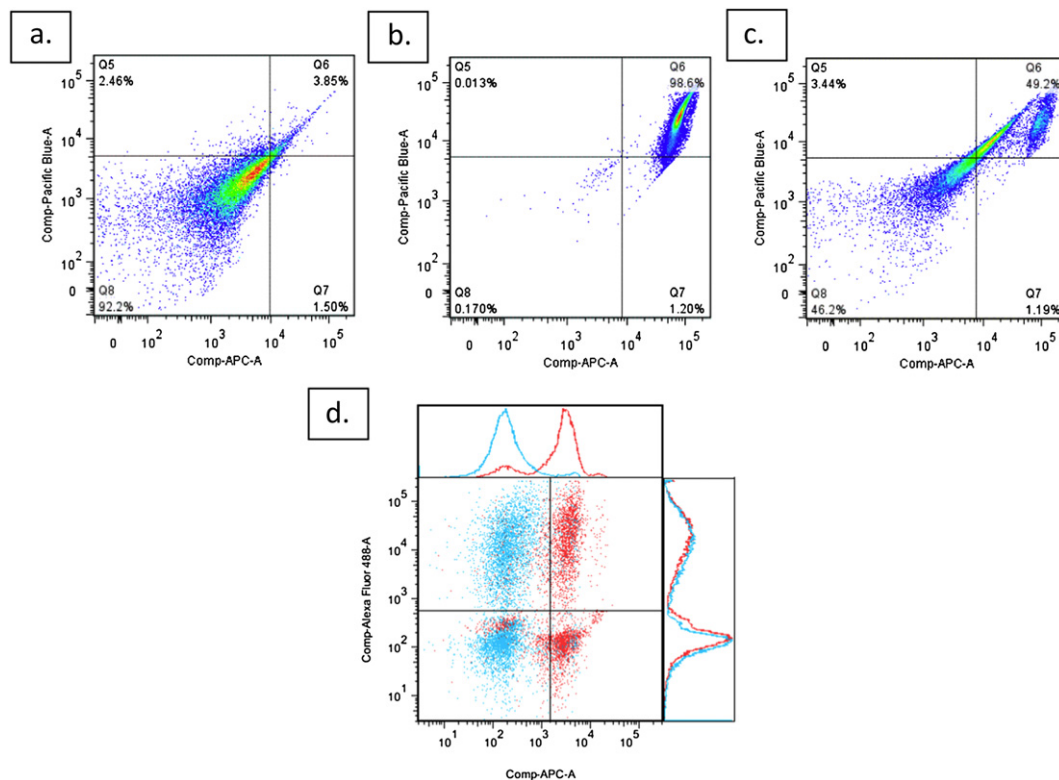 a.
Q5
2.46%
Q6
3.85%
10^5
10^4
10^3
10^2
0
Comp-Pacific Blue-A
Q8
92.2%
Q7
1.50%
0 10^2 10^3 10^4 10^5
Comp-APC-A
b.
Q5
0.013%
Q6
98.6%
10^5
10^4
10^3
10^2
0
Comp-Pacific Blue-A
Q8
0.170%
Q7
1.20%
0 10^2 10^3 10^4 10^5
Comp-APC-A
c.
Q5
3.44%
Q6
49.2%
10^5
10^4
10^3
10^2
0
Comp-Pacific Blue-A
Q8
46.2%
Q7
1.19%
0 10^2 10^3 10^4 10^5
Comp-APC-A
d.
10^5
10^4
10^3
10^2
10^1
Comp-Alexa Fluor 488-A
10^1 10^2 10^3 10^4 10^5
Comp-APC-A